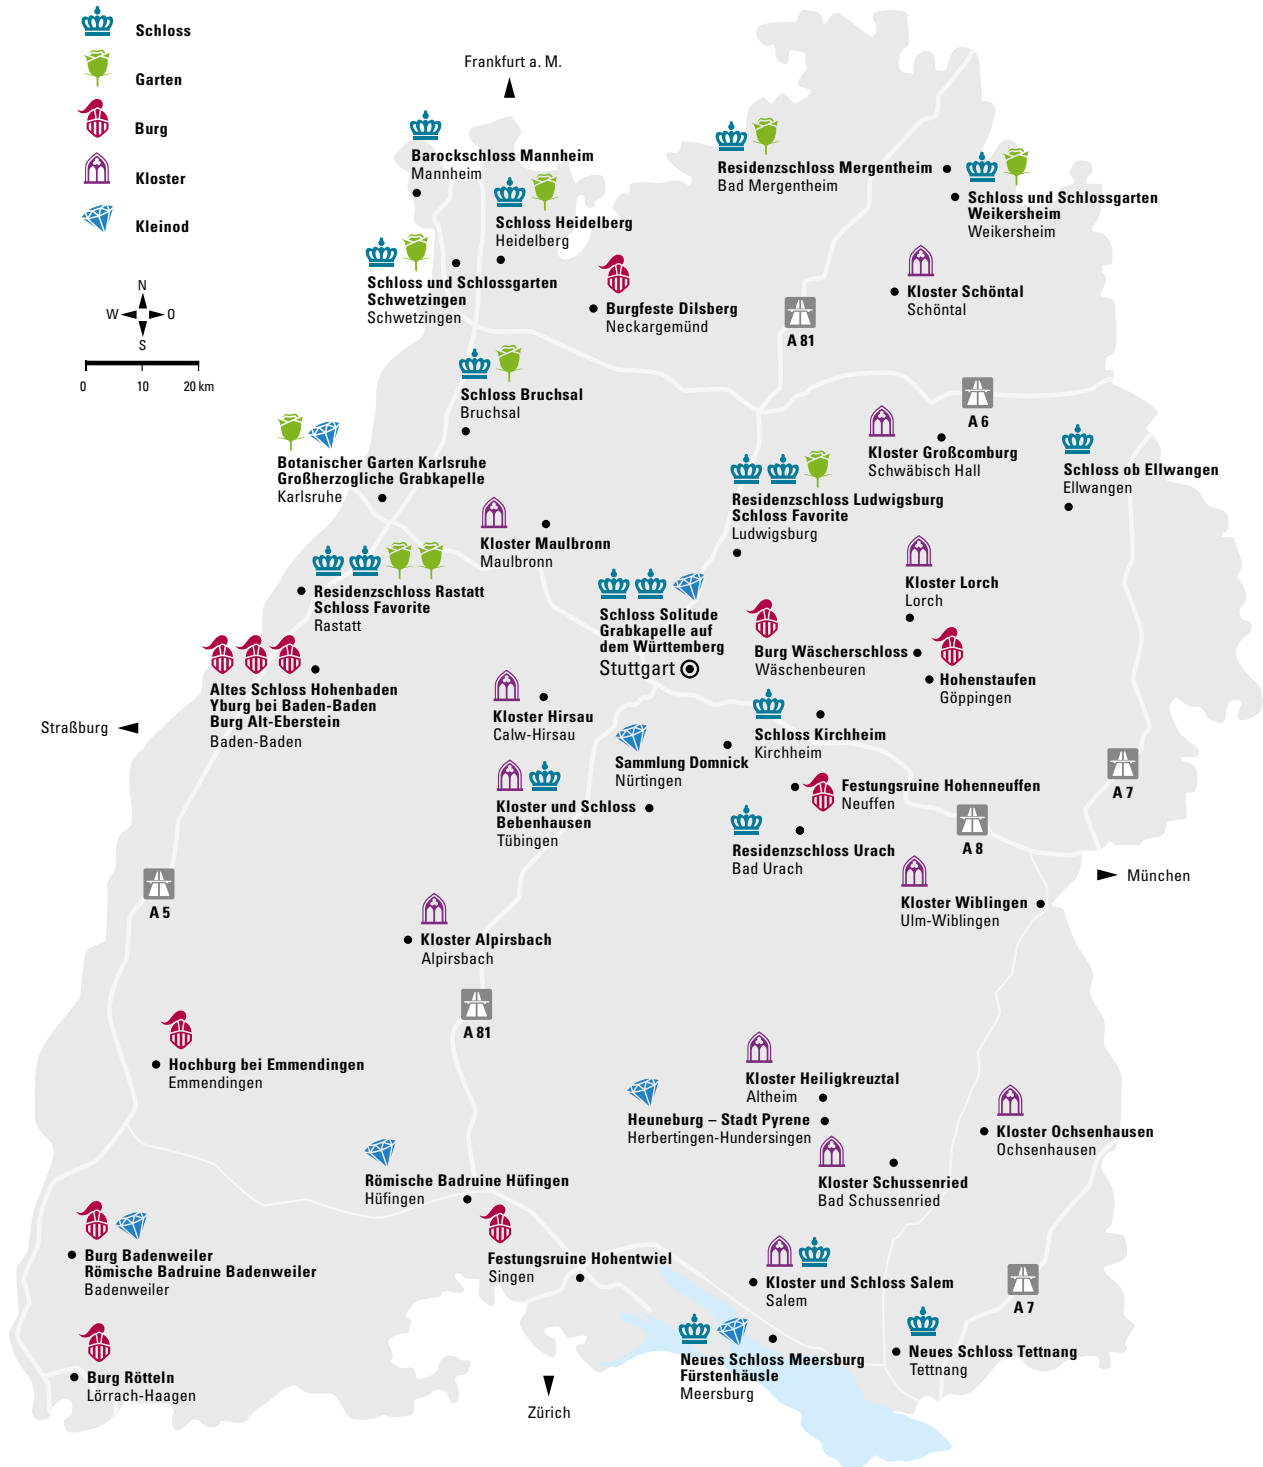 Schloss
Garten
Burg
Kloster
Kleinod
N
W
O
S
0
10
20 km
Frankfurt a. M.
Barockschloss Mannheim
Mannheim
Residenzschloss Mergentheim
Bad Mergentheim
Schloss und Schlossgarten
Weikersheim
Weikersheim
Schloss Heidelberg
Heidelberg
Schloss und Schlossgarten
Schwetzingen
Schwetzingen
Burgfeste Dilsberg
Neckargemünd
Kloster Schöntal
Schöntal
A 81
Schloss Bruchsal
Bruchsal
A 6
Botanischer Garten Karlsruhe
Großherzogliche Grabkapelle
Karlsruhe
Kloster Großcomburg
Schwäbisch Hall
Schloss ob Ellwangen
Ellwangen
Residenzschloss Ludwigsburg
Schloss Favorite
Ludwigsburg
Kloster Maulbronn
Maulbronn
Kloster Lorch
Lorch
Residenzschloss Rastatt
Schloss Favorite
Rastatt
Schloss Solitude
Grabkapelle auf
dem Württemberg
Stuttgart
Burg Wäscherschloss
Wäschenbeuren
Hohenstaufen
Göppingen
Altes Schloss Hohenbaden
Yburg bei Baden-Baden
Burg Alt-Eberstein
Baden-Baden
Straßburg
Kloster Hirsau
Calw-Hirsau
Schloss Kirchheim
Kirchheim
Sammlung Domnick
Nürtingen
Festungsruine Hohenneuffen
Neuffen
A 7
Kloster und Schloss
Bebenhausen
Tübingen
Residenzschloss Urach
Bad Urach
A 8
München
A 5
Kloster Wiblingen
Ulm-Wiblingen
Kloster Alpirsbach
Alpirsbach
A 81
Hochburg bei Emmendingen
Emmendingen
Kloster Heiligkreuztal
Altheim
Heuneburg – Stadt Pyrene
Herbertingen-Hundersingen
Kloster Ochsenhausen
Ochsenhausen
Römische Badruine Hüfingen
Hüfingen
Kloster Schussenried
Bad Schussenried
Burg Badenweiler
Römische Badruine Badenweiler
Badenweiler
Festungsruine Hohentwiel
Singen
Kloster und Schloss Salem
Salem
A 7
Neues Schloss Meersburg
Fürstenhäusle
Meersburg
Neues Schloss Tettnang
Tettnang
Burg Rötteln
Lörrach-Haagen
Zürich